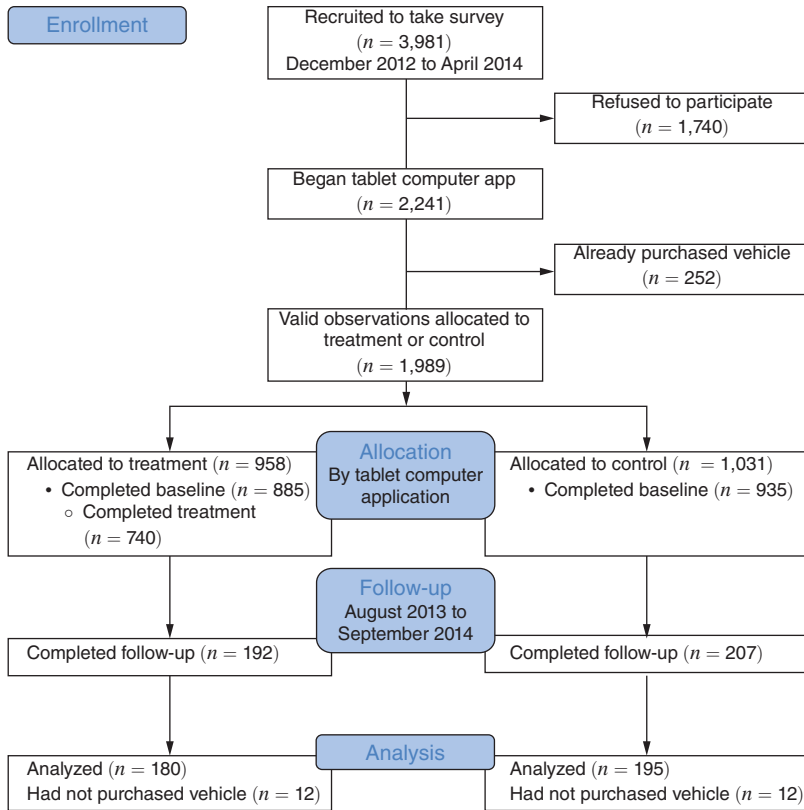 Enrollment
Recruited to take survey
(n = 3,981)
December 2012 to April 2014
Refused to participate
(n = 1,740)
Began tablet computer app
(n = 2,241)
Already purchased vehicle
(n = 252)
Valid observations allocated to
treatment or control
(n = 1,989)
Allocation
By tablet computer
application
Allocated to treatment (n = 958)
• Completed baseline (n = 885)
○ Completed treatment
(n = 740)
Allocated to control (n = 1,031)
• Completed baseline (n = 935)
Follow-up
August 2013 to
September 2014
Completed follow-up (n = 192)
Completed follow-up (n = 207)
Analysis
Analyzed (n = 180)
Had not purchased vehicle (n = 12)
Analyzed (n = 195)
Had not purchased vehicle (n = 12)